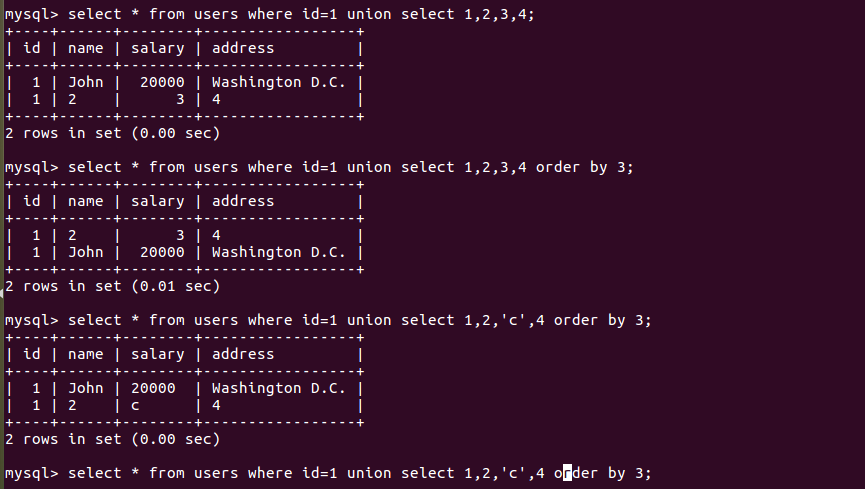 mysql> select * from users where id=1 union select 1,2,3,4;
+----+------+--------+-----------------+
| id | name | salary | address         |
+----+------+--------+-----------------+
|  1 | John |  20000 | Washington D.C. |
|  1 | 2    |      3 | 4               |
+----+------+--------+-----------------+
2 rows in set (0.00 sec)
mysql> select * from users where id=1 union select 1,2,3,4 order by 3;
+----+------+--------+-----------------+
| id | name | salary | address         |
+----+------+--------+-----------------+
|  1 | 2    |      3 | 4               |
|  1 | John |  20000 | Washington D.C. |
+----+------+--------+-----------------+
2 rows in set (0.01 sec)
mysql> select * from users where id=1 union select 1,2,'c',4 order by 3;
+----+------+--------+-----------------+
| id | name | salary | address         |
+----+------+--------+-----------------+
|  1 | John | 20000  | Washington D.C. |
|  1 | 2    | c      | 4               |
+----+------+--------+-----------------+
2 rows in set (0.00 sec)
mysql> select * from users where id=1 union select 1,2,'c',4 order by 3;